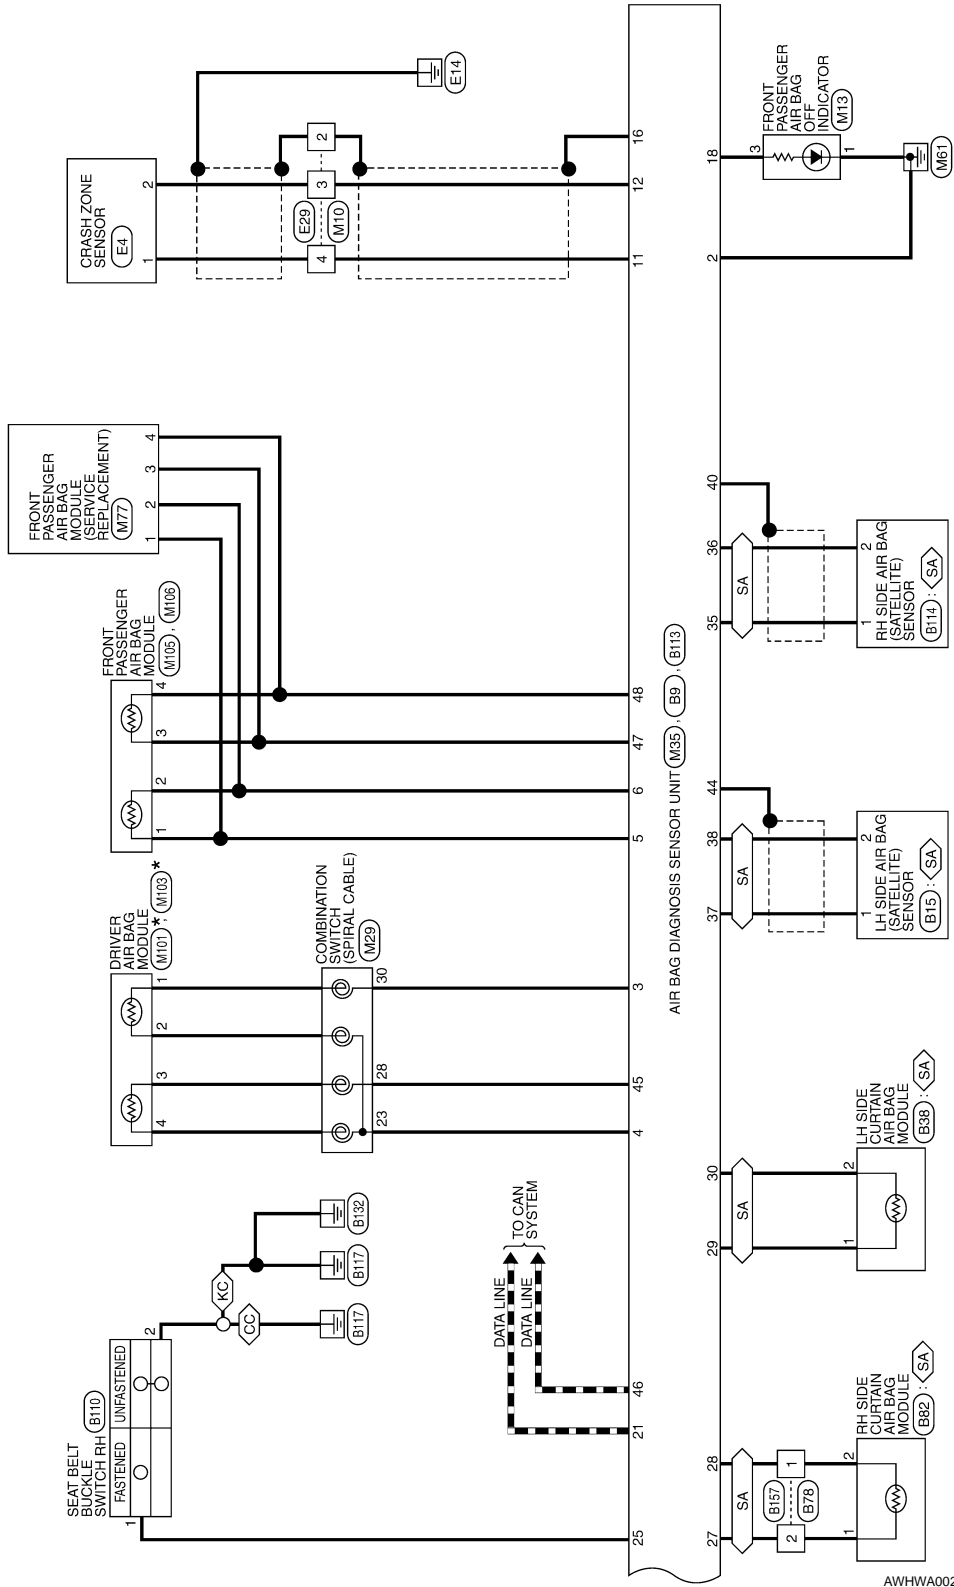 SEAT BELT
BUCKLE
SWITCH RH
B110
FASTENED
UNFASTENED
1
2
KC
CC
B117
B117
B132
DATA LINE
DATA LINE
TO CAN
SYSTEM
DRIVER
AIR BAG
MODULE
M101 * , M103 *
4
3
2
1
COMBINATION
SWITCH
(SPIRAL CABLE)
M29
23
28
30
FRONT
PASSENGER
AIR BAG
MODULE
M105 , M106
1
2
3
4
FRONT
PASSENGER
AIR BAG
MODULE
(SERVICE
REPLACEMENT)
M77
1
2
3
4
CRASH ZONE
SENSOR
E4
1
2
4
3
2
E29
M10
E14
25
21
46
4
45
3
5
6
47
48
11
12
16
AIR BAG DIAGNOSIS SENSOR UNIT M35 , B9 , B113
27
28
29
30
37
38
44
35
36
40
2
18
SA
2
1
B157
B78
1
2
RH SIDE
CURTAIN
AIR BAG
MODULE
B82 : SA
SA
1
2
LH SIDE
CURTAIN
AIR BAG
MODULE
B38 : SA
SA
1
2
LH SIDE AIR BAG
(SATELLITE)
SENSOR
B15 : SA
SA
1
2
RH SIDE AIR BAG
(SATELLITE)
SENSOR
B114 : SA
3
1
FRONT
PASSENGER
AIR BAG
OFF
INDICATOR
M13
M61